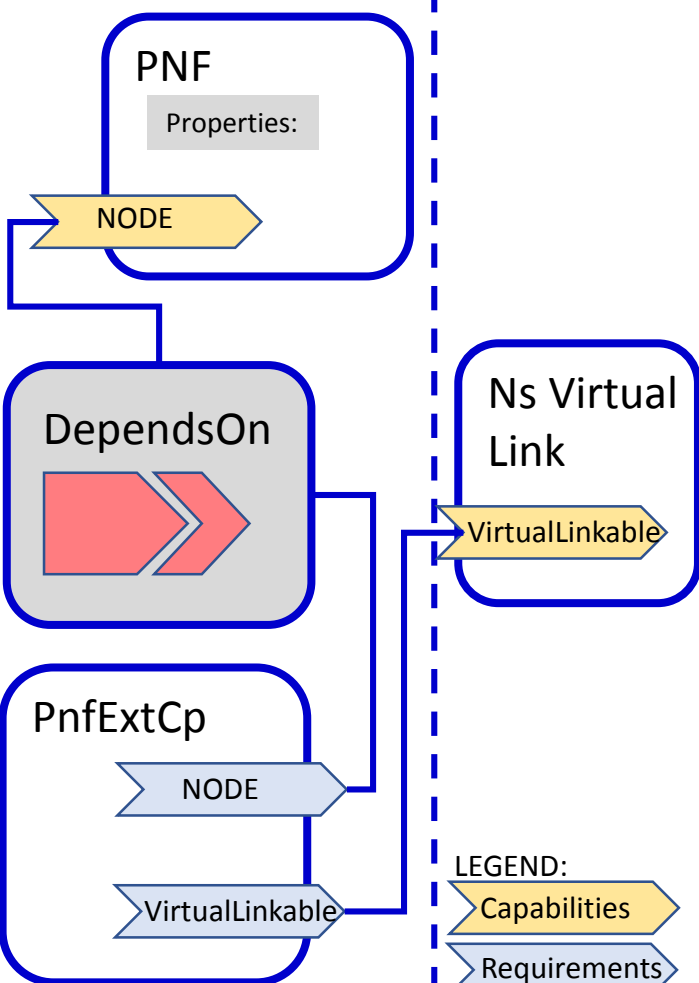 PNF
Properties:
NODE
DependsOn
Ns Virtual
Link
VirtualLinkable
PnfExtCp
NODE
VirtualLinkable
LEGEND:
Capabilities
Requirements